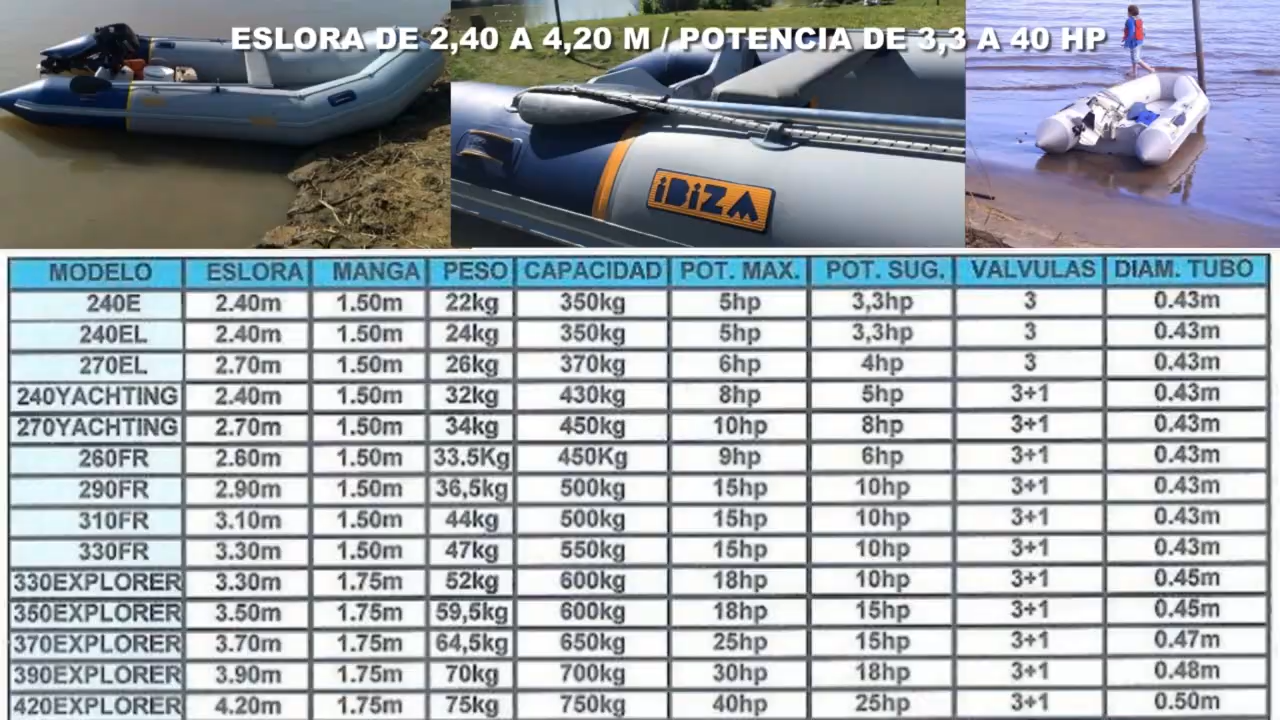 ESLORA DE 2,40 A 4,20 M / POTENCIA DE 3,3 A 40 HP
iBiZA
MODELO ESLORA MANGA PESO CAPACIDAD POT. MAX. POT. SUG. VALVULAS DIAM. TUBO
240E 2.40m 1.50m 22kg 350kg 5hp 3,3hp 3 0.43m
240EL 2.40m 1.50m 24kg 350kg 5hp 3,3hp 3 0.43m
270EL 2.70m 1.50m 26kg 370kg 6hp 4hp 3 0.43m
240YACHTING 2.40m 1.50m 32kg 430kg 8hp 5hp 3+1 0.43m
270YACHTING 2.70m 1.50m 34kg 450kg 10hp 8hp 3+1 0.43m
260FR 2.60m 1.50m 33.5Kg 450Kg 9hp 6hp 3+1 0.43m
290FR 2.90m 1.50m 36,5kg 500kg 15hp 10hp 3+1 0.43m
310FR 3.10m 1.50m 44kg 500kg 15hp 10hp 3+1 0.43m
330FR 3.30m 1.50m 47kg 550kg 15hp 10hp 3+1 0.43m
330EXPLORER 3.30m 1.75m 52kg 600kg 18hp 10hp 3+1 0.45m
350EXPLORER 3.50m 1.75m 59,5kg 600kg 18hp 15hp 3+1 0.45m
370EXPLORER 3.70m 1.75m 64,5kg 650kg 25hp 15hp 3+1 0.47m
390EXPLORER 3.90m 1.75m 70kg 700kg 30hp 18hp 3+1 0.48m
420EXPLORER 4.20m 1.75m 75kg 750kg 40hp 25hp 3+1 0.50m